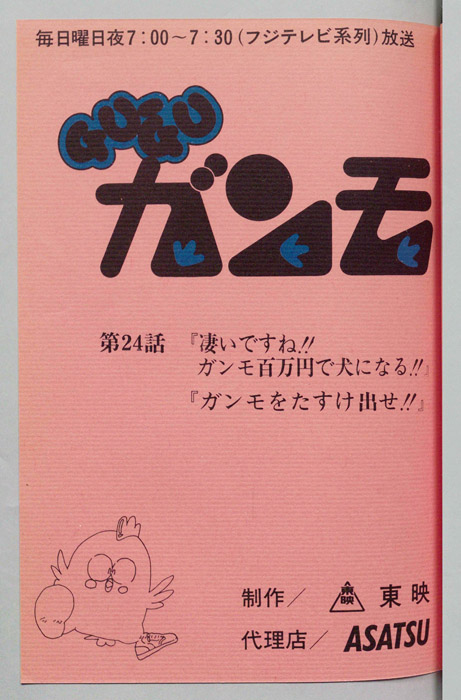 毎日曜日夜7:00〜7:30(フジテレビ系列)放送
GUGU
ガンモ
第24話 『凄いですね!!
ガンモ百万円で犬になる!!』
『ガンモをたすけ出せ!!』
制作/ 東映 東映
代理店/ ASATSU